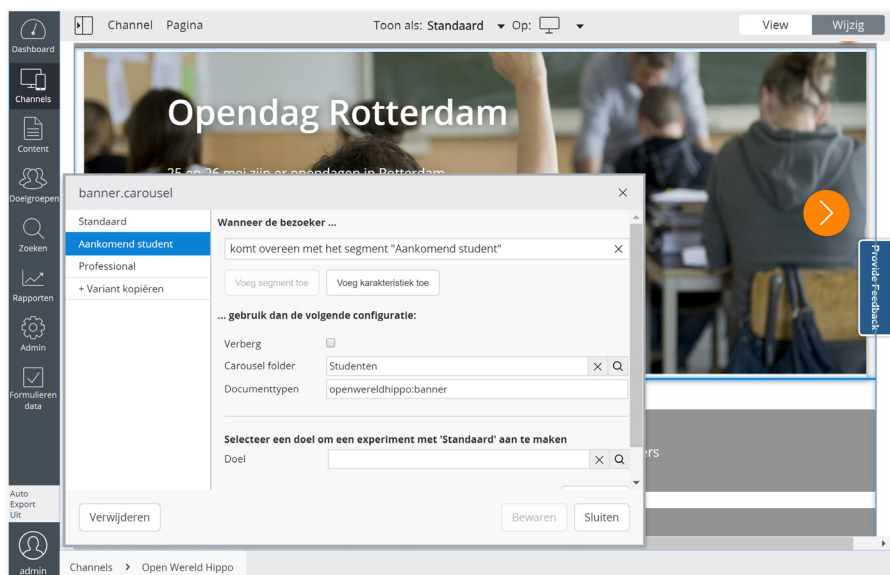 Channel Pagina Toon als: Standaard Op: View Wijzig
Dashboard
Channels
Content
Doelgroepen
Zoeken
Rapporten
Admin
Formulieren
data
Auto
Export
Uit
admin
Opendag Rotterdam
25 en 26 mei zijn er opendagen in Rotterdam
banner.carousel
Standaard
Aankomend student
Professional
+ Variant kopiëren
Wanneer de bezoeker ...
komt overeen met het segment "Aankomend student"
Voeg segment toe Voeg karakteristiek toe
... gebruik dan de volgende configuratie:
Verberg
Carousel folder Studenten
Documenttypen openwereldhippo:banner
Selecteer een doel om een experiment met 'Standaard' aan te maken
Doel
Verwijderen Bewaren Sluiten
Provide Feedback
Channels > Open Wereld Hippo